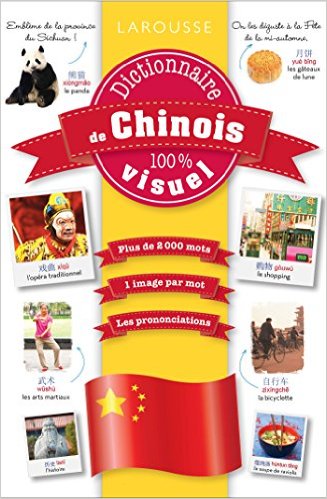 LAROUSSE
Emblème de la province
du Sichuan !
On les déguste à la Fête
de la mi-automne.
熊猫
xióngmāo
le panda
月饼
yuè bǐng
les gâteaux
de lune
Dictionnaire
de Chinois
100 %
visuel
戏曲 xìqǔ
l'opéra traditionnel
购物 gòuwù
le shopping
Plus de 2 000 mots
1 image par mot
Les prononciations
武术
wǔshù
les arts martiaux
自行车
zìxíngchē
la bicyclette
历史 lìshǐ
l'histoire
húntun tāng
la soupe de raviolis